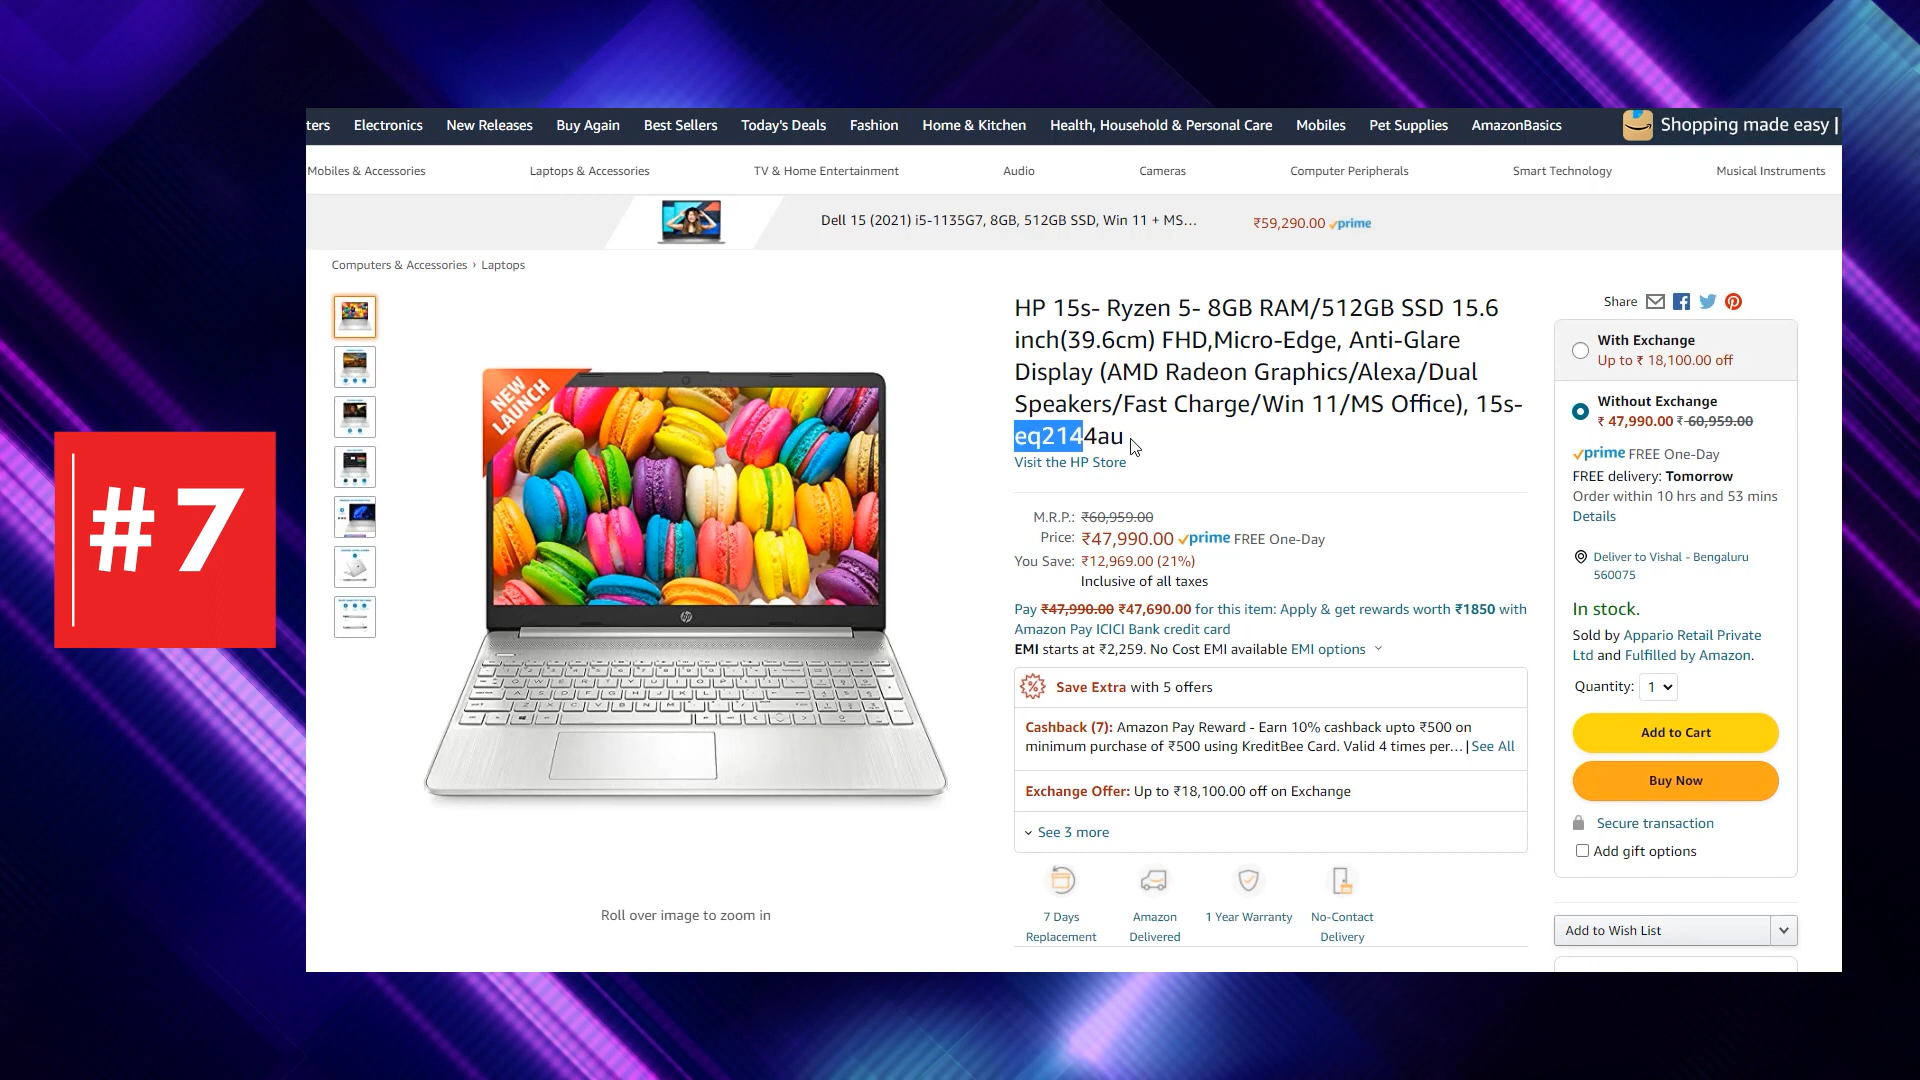 ters Electronics New Releases Buy Again Best Sellers Today's Deals Fashion Home & Kitchen Health, Household & Personal Care Mobiles Pet Supplies AmazonBasics Shopping made easy |
Mobiles & Accessories Laptops & Accessories TV & Home Entertainment Audio Cameras Computer Peripherals Smart Technology Musical Instruments
Dell 15 (2021) i5-1135G7, 8GB, 512GB SSD, Win 11 + MS... ₹59,290.00 prime
Computers & Accessories › Laptops
#7
NEW
LAUNCH
hp
Roll over image to zoom in
HP 15s- Ryzen 5- 8GB RAM/512GB SSD 15.6
inch(39.6cm) FHD,Micro-Edge, Anti-Glare
Display (AMD Radeon Graphics/Alexa/Dual
Speakers/Fast Charge/Win 11/MS Office), 15s-
eq2144au
Visit the HP Store
M.R.P.: ₹60,959.00
Price: ₹47,990.00 prime FREE One-Day
You Save: ₹12,969.00 (21%)
Inclusive of all taxes
Pay ₹47,990.00 ₹47,690.00 for this item: Apply & get rewards worth ₹1850 with
Amazon Pay ICICI Bank credit card
EMI starts at ₹2,259. No Cost EMI available EMI options
Save Extra with 5 offers
Cashback (7): Amazon Pay Reward - Earn 10% cashback upto ₹500 on
minimum purchase of ₹500 using KreditBee Card. Valid 4 times per... | See All
Exchange Offer: Up to ₹18,100.00 off on Exchange
See 3 more
7 Days
Replacement
Amazon
Delivered
1 Year Warranty
No-Contact
Delivery
Share
With Exchange
Up to ₹ 18,100.00 off
Without Exchange
₹ 47,990.00 ₹ 60,959.00
prime FREE One-Day
FREE delivery: Tomorrow
Order within 10 hrs and 53 mins
Details
Deliver to Vishal - Bengaluru
560075
In stock.
Sold by Appario Retail Private
Ltd and Fulfilled by Amazon.
Quantity: 1
Add to Cart
Buy Now
Secure transaction
Add gift options
Add to Wish List